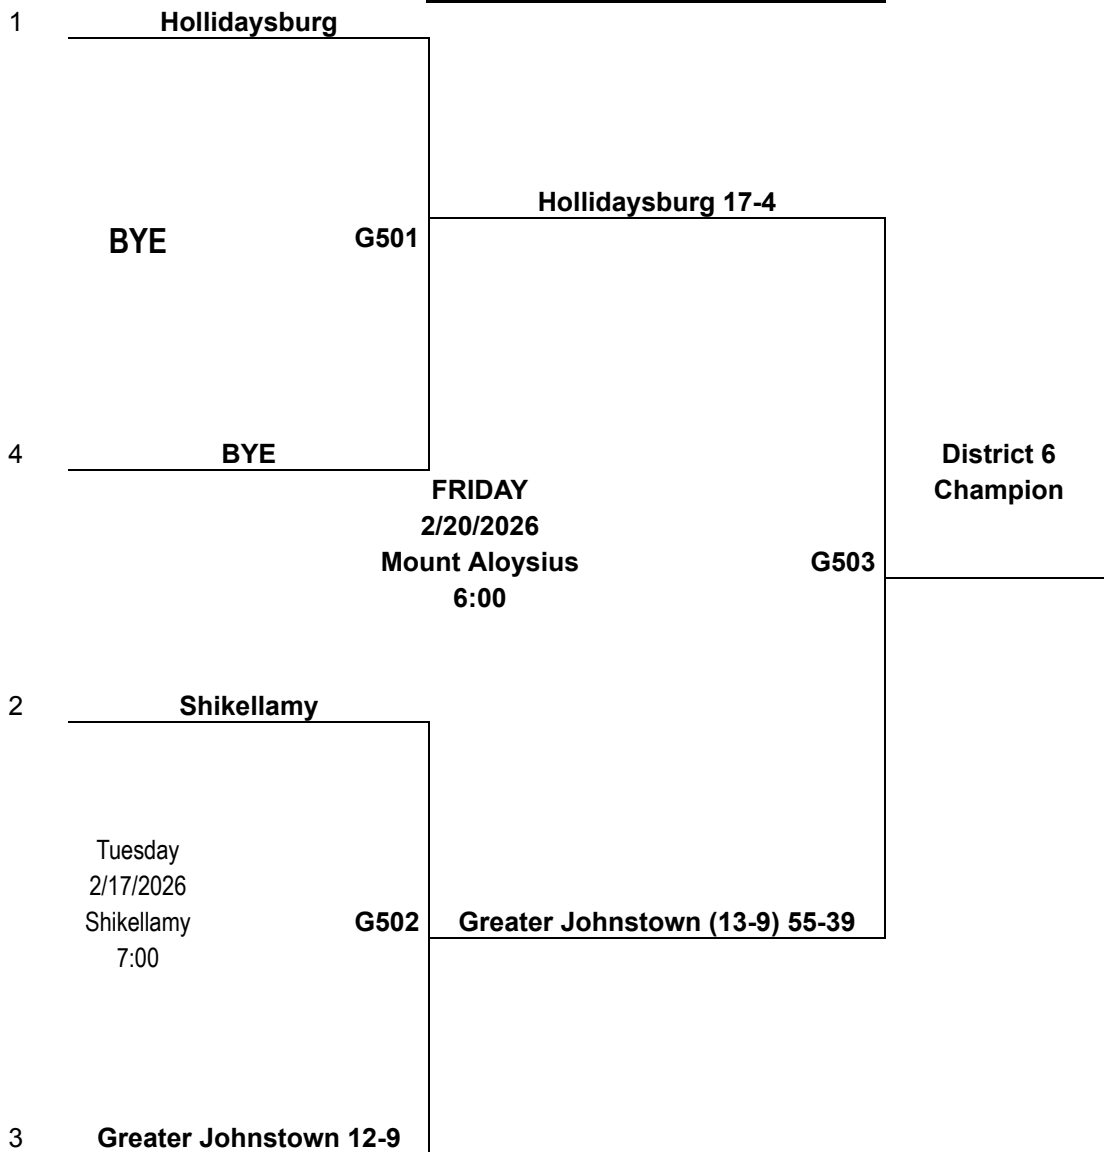 1 Hollidaysburg
Hollidaysburg 17-4
BYE G501
4 BYE
District 6
Champion
FRIDAY
2/20/2026
Mount Aloysius
6:00
G503
2 Shikellamy
Tuesday
2/17/2026
Shikellamy
7:00
G502 Greater Johnstown (13-9) 55-39
3 Greater Johnstown 12-9